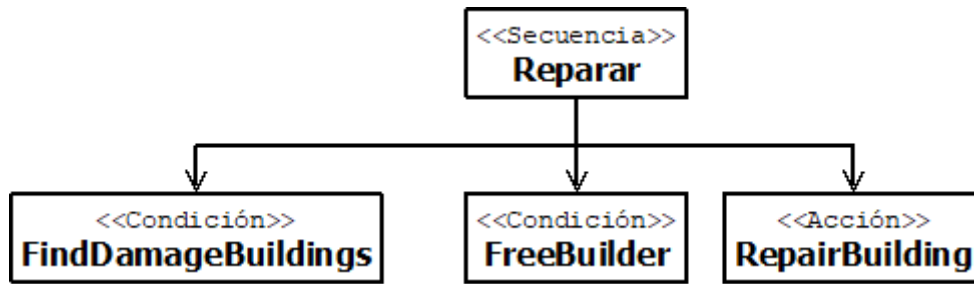 <<Secuencia>>
Reparar
<<Condición>>
FindDamageBuildings
<<Condición>>
FreeBuilder
<<Acción>>
RepairBuilding